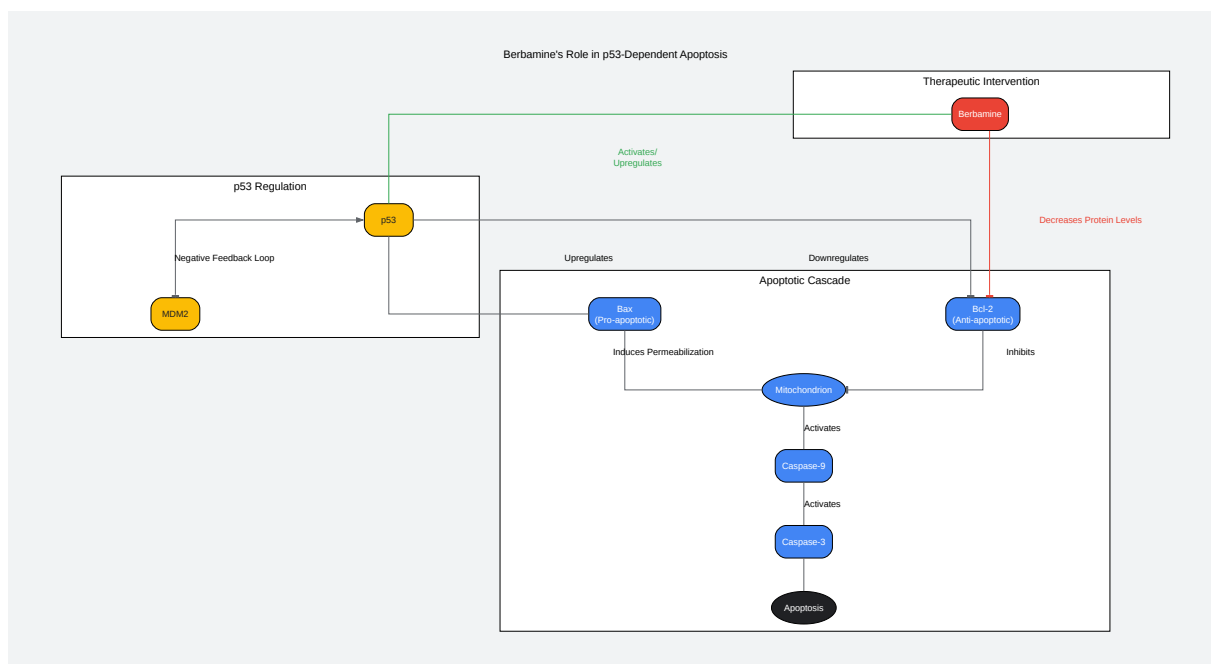 Berbamine's Role in p53-Dependent Apoptosis
Therapeutic Intervention
Berbamine
Activates/
Upregulates
p53 Regulation
p53
Decreases Protein Levels
Negative Feedback Loop
Upregulates
Downregulates
Apoptotic Cascade
MDM2
Bax
(Pro-apoptotic)
Bcl-2
(Anti-apoptotic)
Induces Permeabilization
Inhibits
Mitochondrion
Activates
Caspase-9
Activates
Caspase-3
Apoptosis